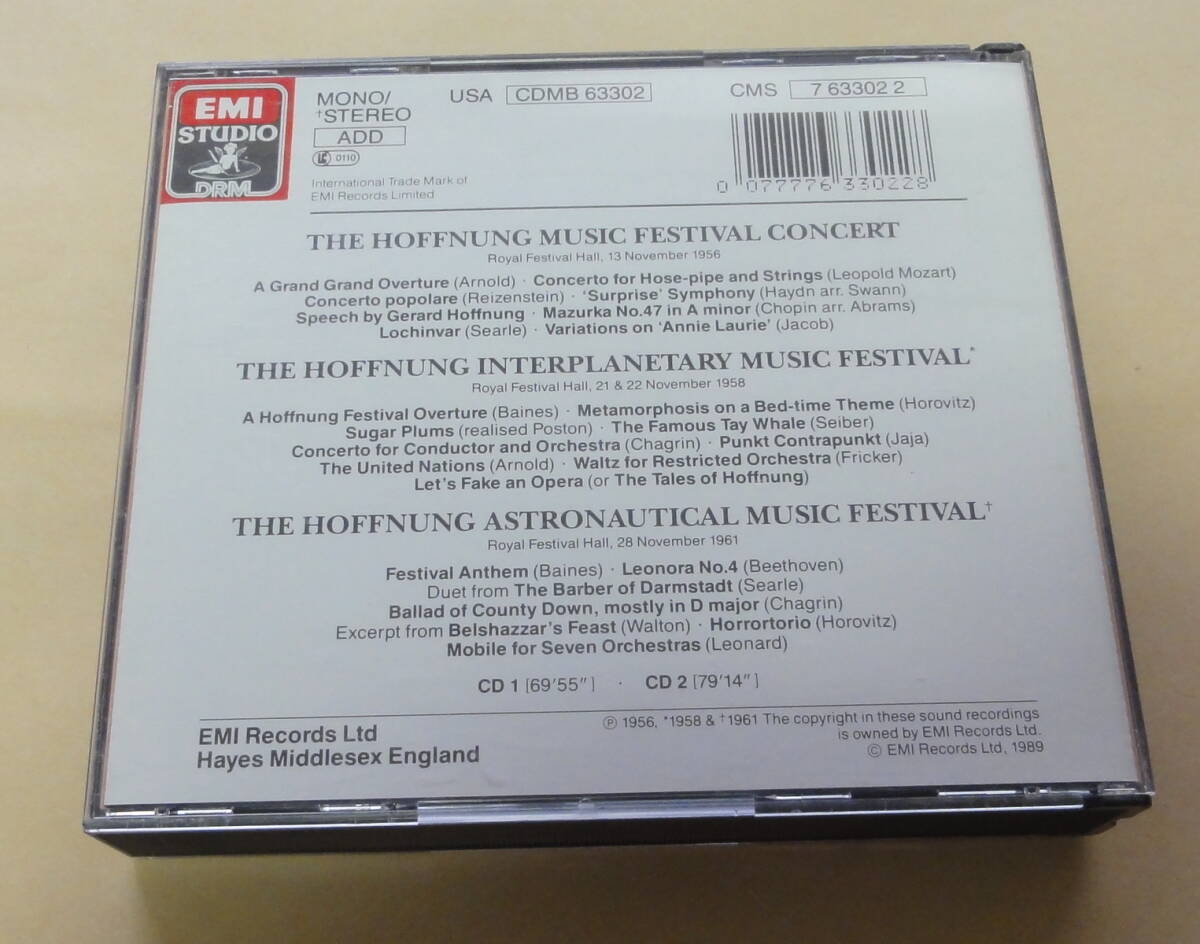 EMI
STUDIO
DRM
MONO/
†STEREO
ADD
0110
USA CDMB 63302
CMS 7 63302 2
0 077776 330228
International Trade Mark of
EMI Records Limited
THE HOFFNUNG MUSIC FESTIVAL CONCERT
Royal Festival Hall, 13 November 1956
A Grand Grand Overture (Arnold) · Concerto for Hose-pipe and Strings (Leopold Mozart)
Concerto popolare (Reizenstein) · ‘Surprise’ Symphony (Haydn arr. Swann)
Speech by Gerard Hoffnung · Mazurka No.47 in A minor (Chopin arr. Abrams)
Lochinvar (Searle) · Variations on ‘Annie Laurie’ (Jacob)
THE HOFFNUNG INTERPLANETARY MUSIC FESTIVAL*
Royal Festival Hall, 21 & 22 November 1958
A Hoffnung Festival Overture (Baines) · Metamorphosis on a Bed-time Theme (Horovitz)
Sugar Plums (realised Poston) · The Famous Tay Whale (Seiber)
Concerto for Conductor and Orchestra (Chagrin) · Punkt Contrapunkt (Jaja)
The United Nations (Arnold) · Waltz for Restricted Orchestra (Fricker)
Let's Fake an Opera (or The Tales of Hoffnung)
THE HOFFNUNG ASTRONAUTICAL MUSIC FESTIVAL†
Royal Festival Hall, 28 November 1961
Festival Anthem (Baines) · Leonora No.4 (Beethoven)
Duet from The Barber of Darmstadt (Searle)
Ballad of County Down, mostly in D major (Chagrin)
Excerpt from Belshazzar's Feast (Walton) · Horrortorio (Horovitz)
Mobile for Seven Orchestras (Leonard)
CD 1 [69′55″] · CD 2 [79′14″]
EMI Records Ltd
Hayes Middlesex England
℗ 1956, *1958 & †1961 The copyright in these sound recordings
is owned by EMI Records Ltd.
© EMI Records Ltd, 1989